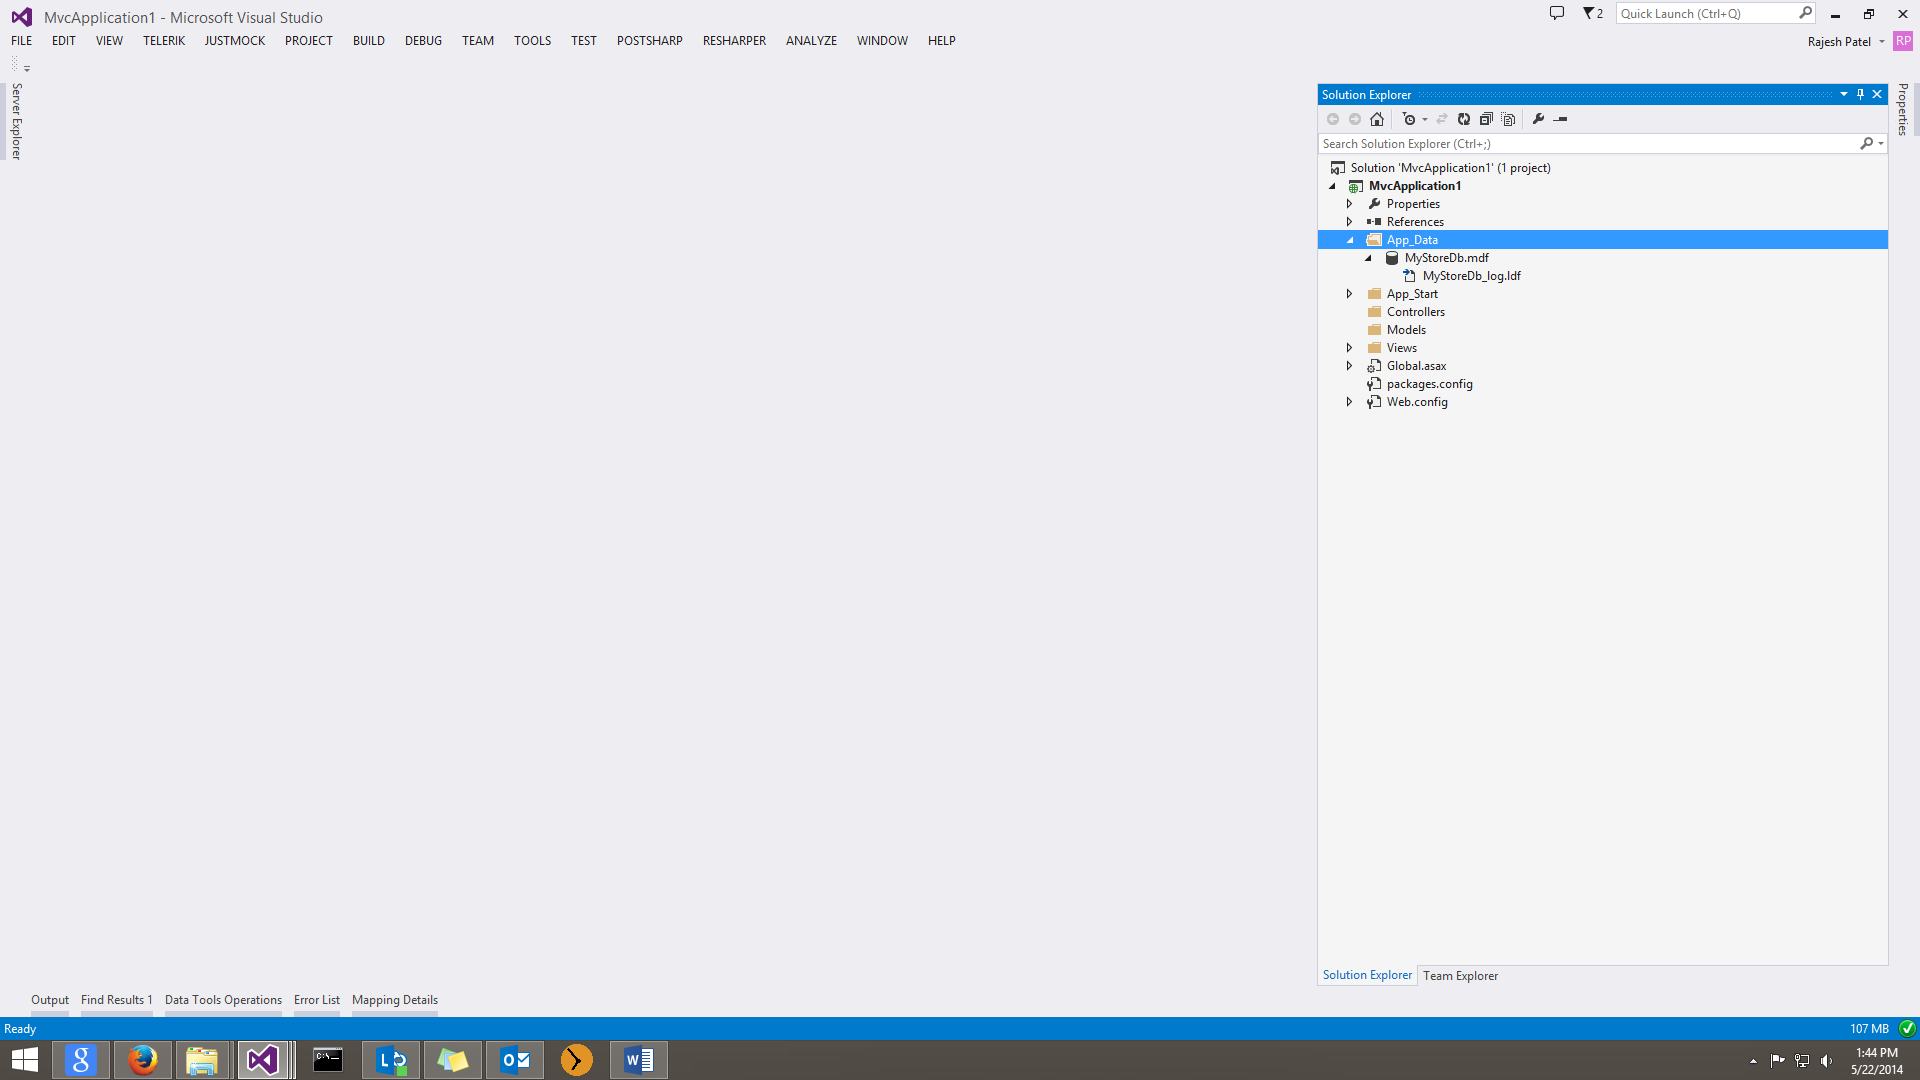 MvcApplication1 - Microsoft Visual Studio
2
Quick Launch (Ctrl+Q)
FILE EDIT VIEW TELERIK JUSTMOCK PROJECT BUILD DEBUG TEAM TOOLS TEST POSTSHARP RESHARPER ANALYZE WINDOW HELP
Rajesh Patel RP
Server Explorer
Solution Explorer
Properties
Search Solution Explorer (Ctrl+;)
Solution 'MvcApplication1' (1 project)
MvcApplication1
Properties
References
App_Data
MyStoreDb.mdf
MyStoreDb_log.ldf
App_Start
Controllers
Models
Views
Global.asax
packages.config
Web.config
Solution Explorer Team Explorer
Output Find Results 1 Data Tools Operations Error List Mapping Details
Ready
107 MB
1:44 PM
5/22/2014